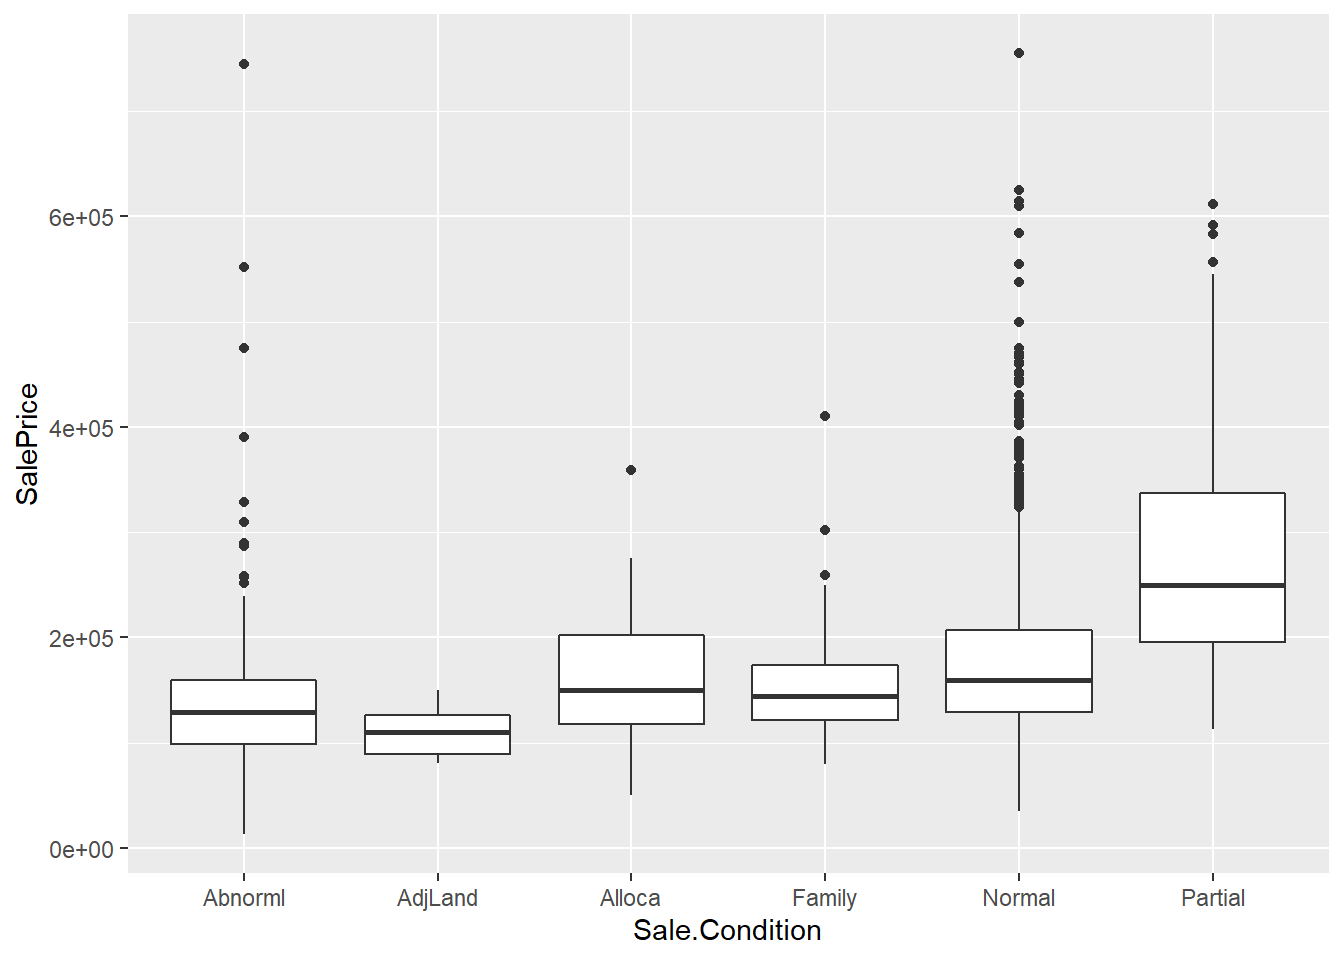 SalePrice
6e+05
4e+05
2e+05
0e+00
Abnorml AdjLand Alloca Family Normal Partial
Sale.Condition